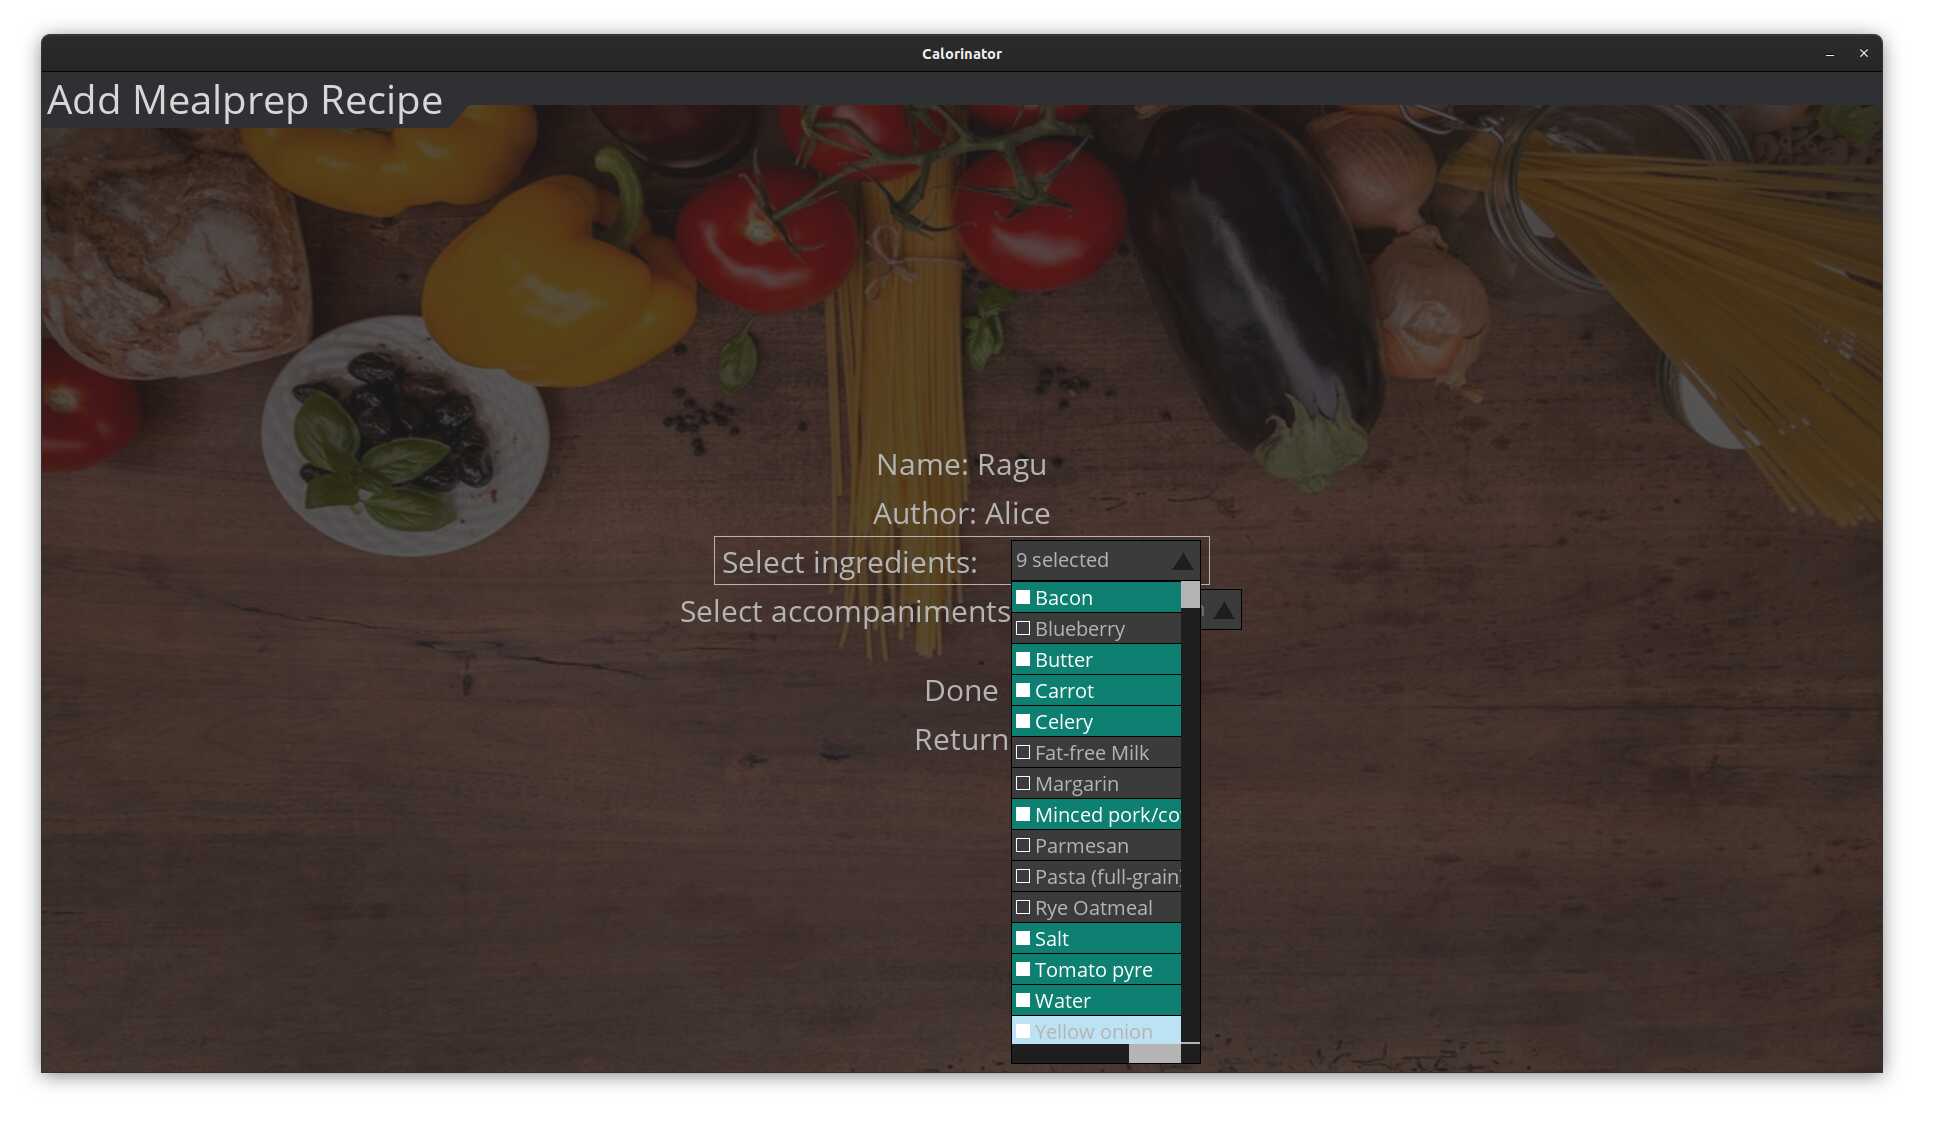 Calorinator
Add Mealprep Recipe
Name: Ragu
Author: Alice
Select ingredients: 9 selected
Select accompaniments
Bacon
Blueberry
Butter
Carrot
Celery
Done
Return
Fat-free Milk
Margarin
Minced pork/co
Parmesan
Pasta (full-grain)
Rye Oatmeal
Salt
Tomato pyre
Water
Yellow onion